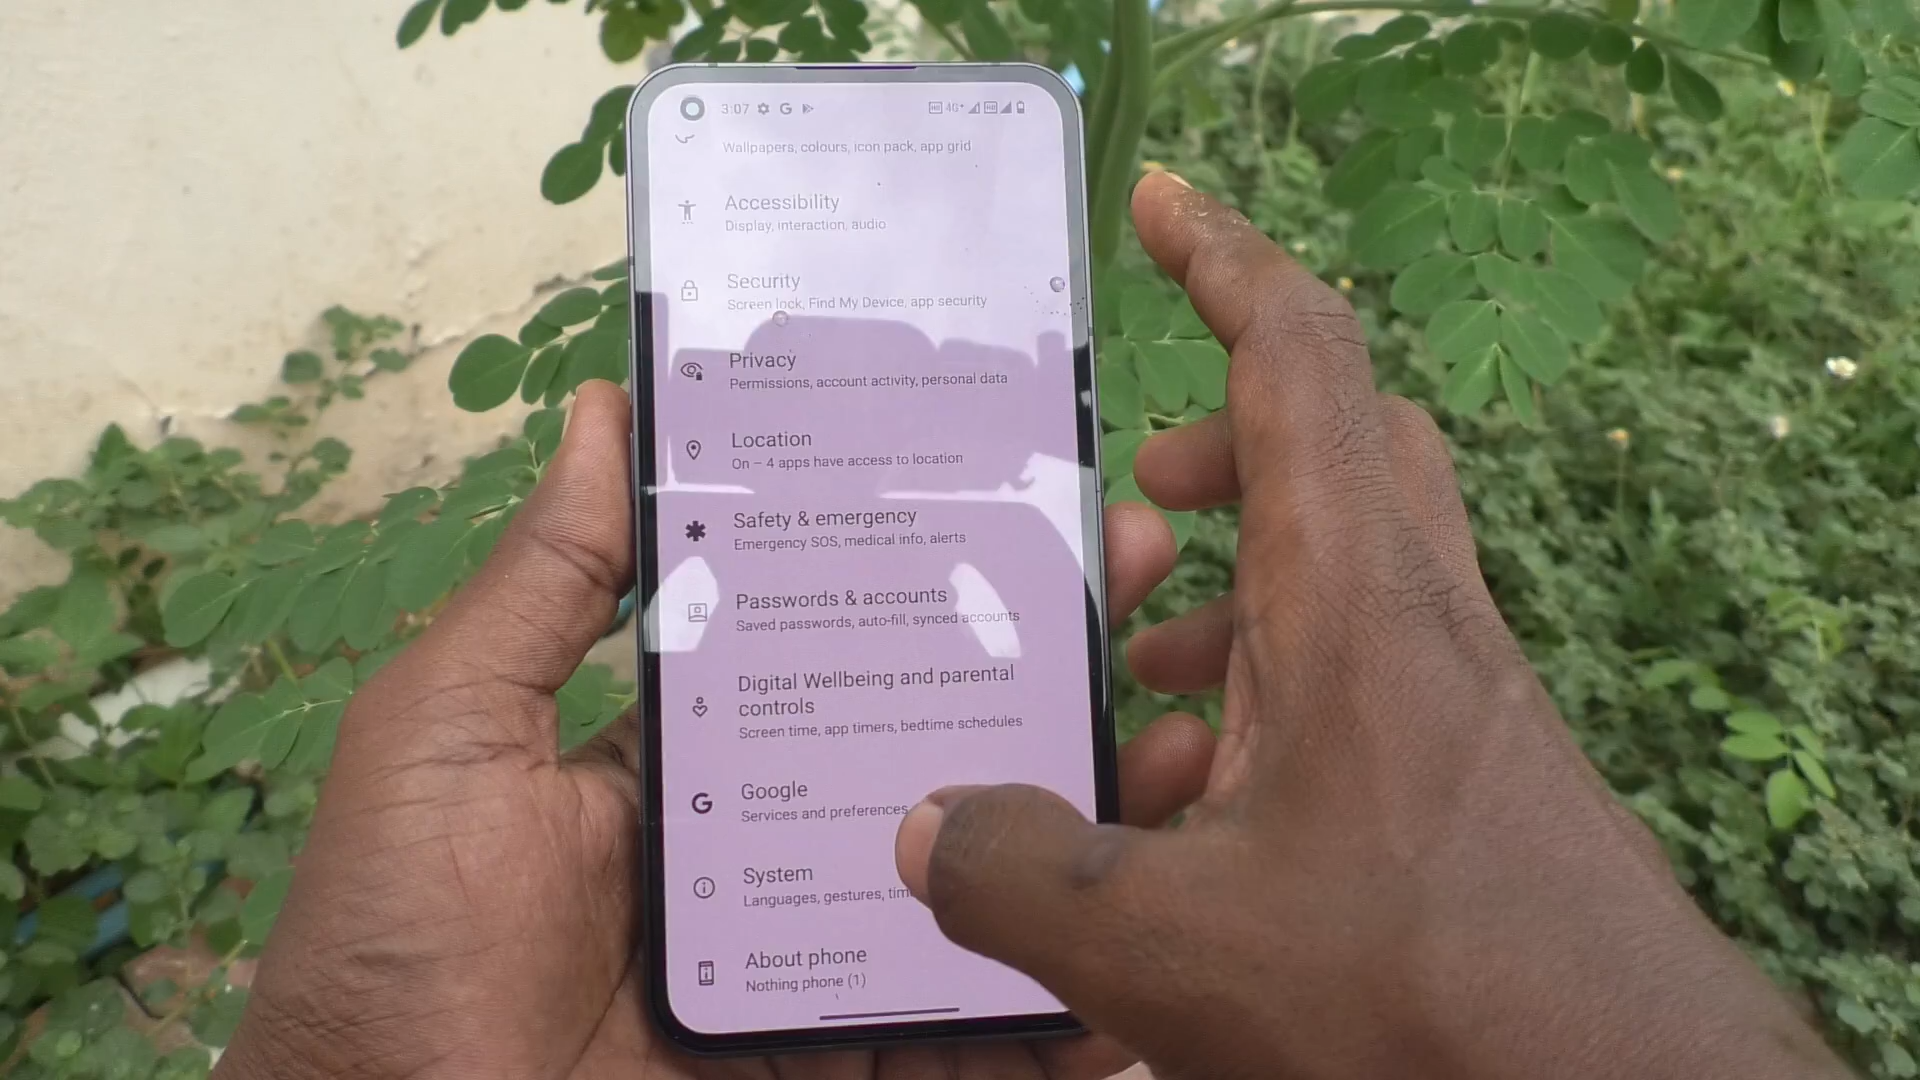 3:07 G HD 4G+ HD
Wallpapers, colours, icon pack, app grid
Accessibility
Display, interaction, audio
Security
Screen lock, Find My Device, app security
Privacy
Permissions, account activity, personal data
Location
On – 4 apps have access to location
Safety & emergency
Emergency SOS, medical info, alerts
Passwords & accounts
Saved passwords, auto-fill, synced accounts
Digital Wellbeing and parental
controls
Screen time, app timers, bedtime schedules
G Google
Services and preferences
System
Languages, gestures,
About phone
Nothing phone (1)